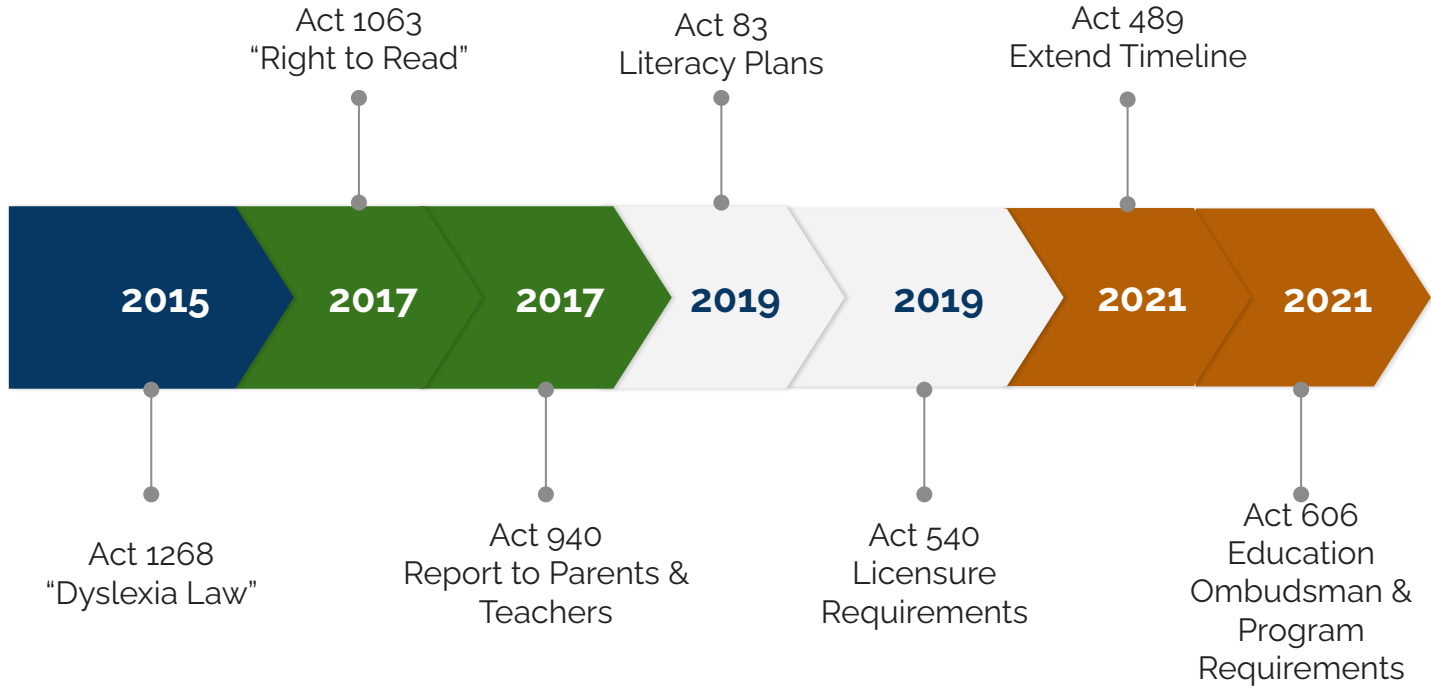 Act 1063
“Right to Read”
Act 83
Literacy Plans
Act 489
Extend Timeline
2015
2017
2017
2019
2019
2021
2021
Act 1268
“Dyslexia Law”
Act 940
Report to Parents &
Teachers
Act 540
Licensure
Requirements
Act 606
Education
Ombudsman &
Program
Requirements